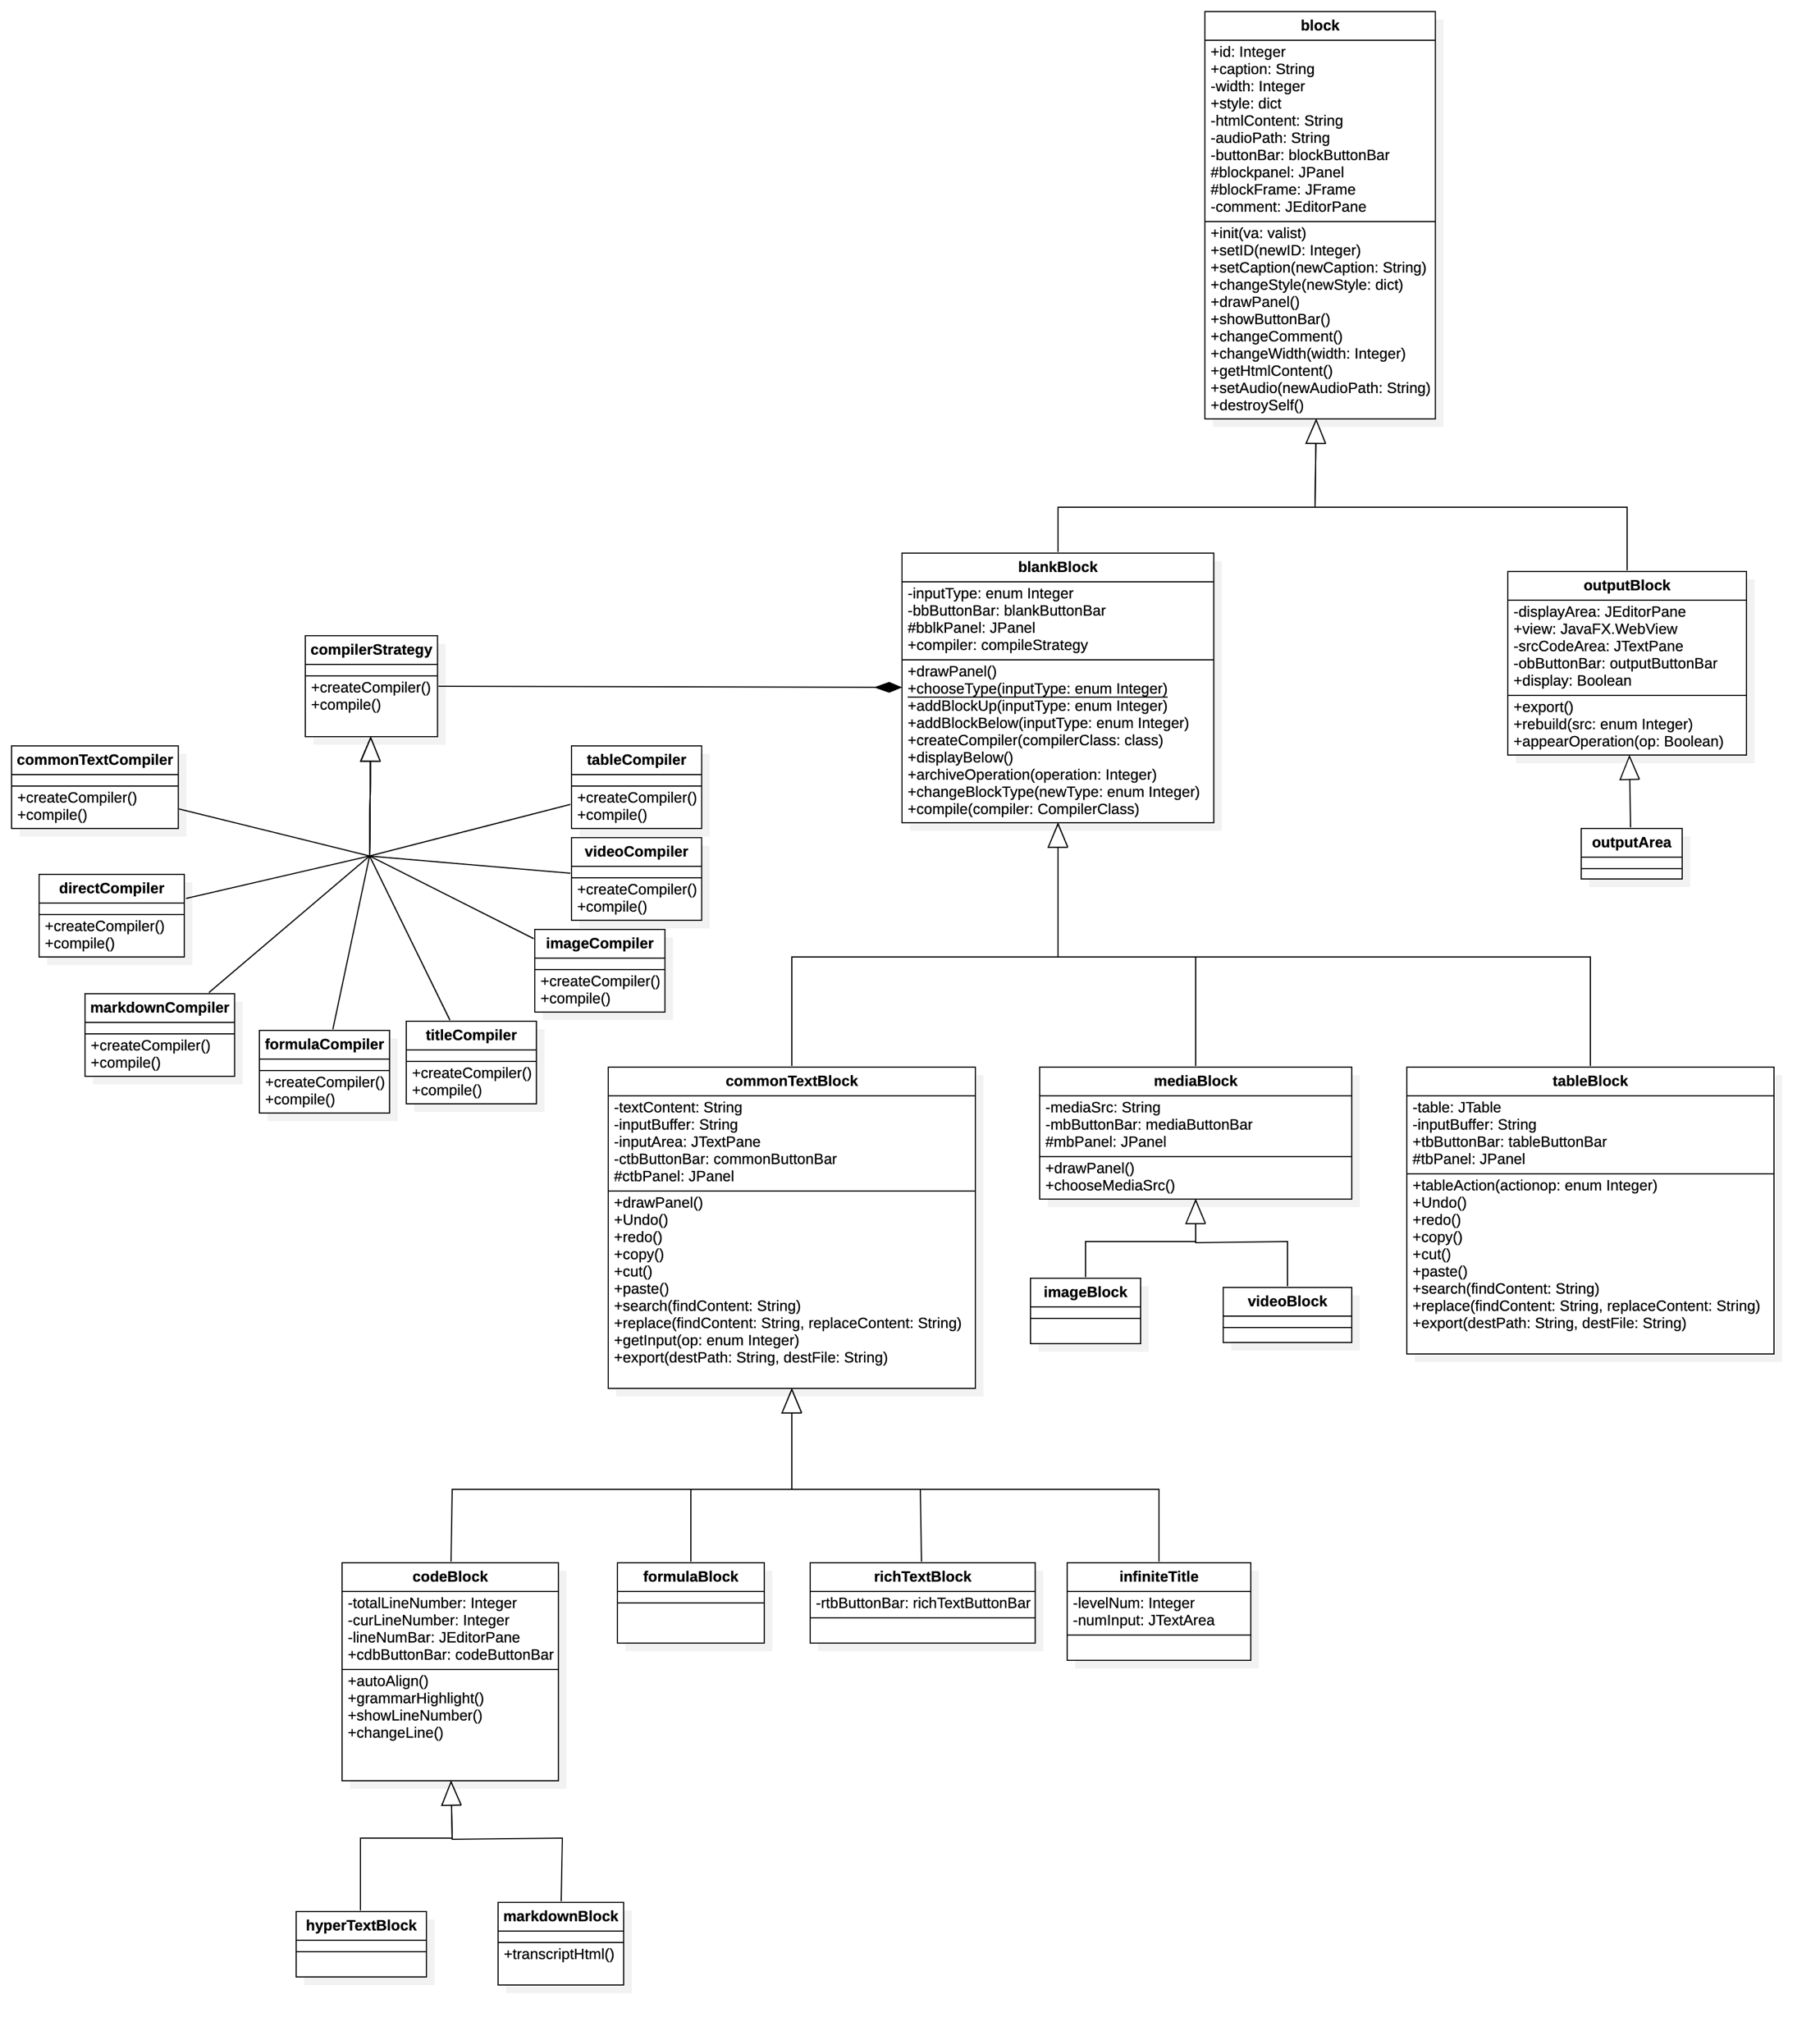 block
+id: Integer
+caption: String
-width: Integer
+style: dict
-htmlContent: String
-audioPath: String
-buttonBar: blockButtonBar
#blockpanel: JPanel
#blockFrame: JFrame
-comment: JEditorPane
+init(va: valist)
+setID(newID: Integer)
+setCaption(newCaption: String)
+changeStyle(newStyle: dict)
+drawPanel()
+showButtonBar()
+changeComment()
+changeWidth(width: Integer)
+getHtmlContent()
+setAudio(newAudioPath: String)
+destroySelf()
blankBlock
-inputType: enum Integer
-bbButtonBar: blankButtonBar
#bblkPanel: JPanel
+compiler: compileStrategy
+drawPanel()
+chooseType(inputType: enum Integer)
+addBlockUp(inputType: enum Integer)
+addBlockBelow(inputType: enum Integer)
+createCompiler(compilerClass: class)
+displayBelow()
+archiveOperation(operation: Integer)
+changeBlockType(newType: enum Integer)
+compile(compiler: CompilerClass)
outputBlock
-displayArea: JEditorPane
+view: JavaFX.WebView
-srcCodeArea: JTextPane
-obButtonBar: outputButtonBar
+display: Boolean
+export()
+rebuild(src: enum Integer)
+appearOperation(op: Boolean)
outputArea
compilerStrategy
+createCompiler()
+compile()
commonTextCompiler
+createCompiler()
+compile()
tableCompiler
+createCompiler()
+compile()
videoCompiler
+createCompiler()
+compile()
directCompiler
+createCompiler()
+compile()
imageCompiler
+createCompiler()
+compile()
markdownCompiler
+createCompiler()
+compile()
formulaCompiler
+createCompiler()
+compile()
titleCompiler
+createCompiler()
+compile()
commonTextBlock
-textContent: String
-inputBuffer: String
-inputArea: JTextPane
-ctbButtonBar: commonButtonBar
#ctbPanel: JPanel
+drawPanel()
+Undo()
+redo()
+copy()
+cut()
+paste()
+search(findContent: String)
+replace(findContent: String, replaceContent: String)
+getInput(op: enum Integer)
+export(destPath: String, destFile: String)
mediaBlock
-mediaSrc: String
-mbButtonBar: mediaButtonBar
#mbPanel: JPanel
+drawPanel()
+chooseMediaSrc()
imageBlock
videoBlock
tableBlock
-table: JTable
-inputBuffer: String
+tbButtonBar: tableButtonBar
#tbPanel: JPanel
+tableAction(actionop: enum Integer)
+Undo()
+redo()
+copy()
+cut()
+paste()
+search(findContent: String)
+replace(findContent: String, replaceContent: String)
+export(destPath: String, destFile: String)
codeBlock
-totalLineNumber: Integer
-curLineNumber: Integer
-lineNumBar: JEditorPane
+cdbButtonBar: codeButtonBar
+autoAlign()
+grammarHighlight()
+showLineNumber()
+changeLine()
formulaBlock
richTextBlock
-rtbButtonBar: richTextButtonBar
infiniteTitle
-levelNum: Integer
-numInput: JTextArea
hyperTextBlock
markdownBlock
+transcriptHtml()